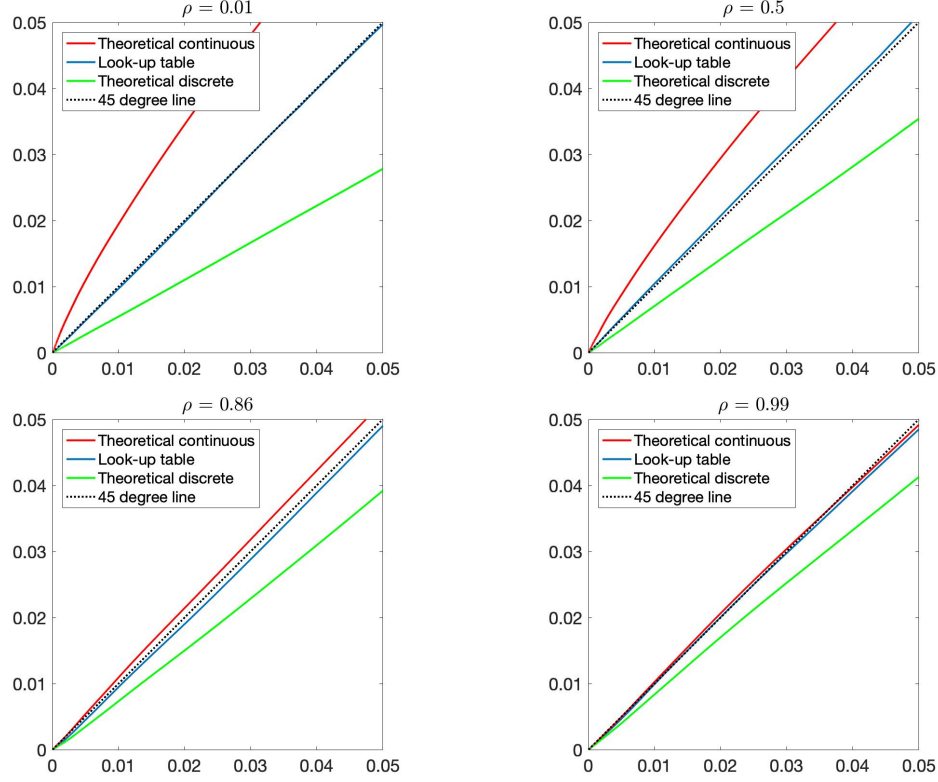 ρ = 0.01
0.05
0.04
0.03
0.02
0.01
0
Theoretical continuous
Look-up table
Theoretical discrete
45 degree line
0 0.01 0.02 0.03 0.04 0.05
ρ = 0.5
0.05
0.04
0.03
0.02
0.01
0
Theoretical continuous
Look-up table
Theoretical discrete
45 degree line
0 0.01 0.02 0.03 0.04 0.05
ρ = 0.86
0.05
0.04
0.03
0.02
0.01
0
Theoretical continuous
Look-up table
Theoretical discrete
45 degree line
0 0.01 0.02 0.03 0.04 0.05
ρ = 0.99
0.05
0.04
0.03
0.02
0.01
0
Theoretical continuous
Look-up table
Theoretical discrete
45 degree line
0 0.01 0.02 0.03 0.04 0.05